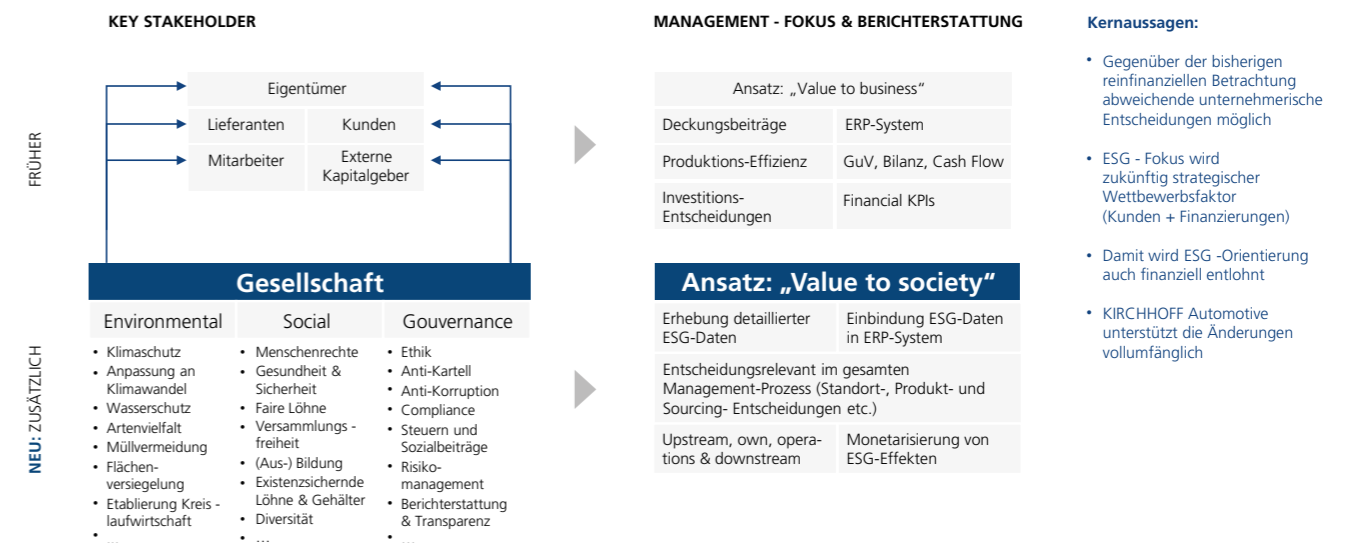 KEY STAKEHOLDER
FRÜHER
Eigentümer
Lieferanten
Kunden
Mitarbeiter
Externe
Kapitalgeber
MANAGEMENT - FOKUS & BERICHTERSTATTUNG
Ansatz: „Value to business“
Deckungsbeiträge
ERP-System
Produktions-Effizienz
GuV, Bilanz, Cash Flow
Investitions-
Entscheidungen
Financial KPIs
NEU: ZUSÄTZLICH
Gesellschaft
Environmental
Social
Gouvernance
• Klimaschutz
• Anpassung an
Klimawandel
• Wasserschutz
• Artenvielfalt
• Müllvermeidung
• Flächen-
versiegelung
• Etablierung Kreis -
laufwirtschaft
• ...
• Menschenrechte
• Gesundheit &
Sicherheit
• Faire Löhne
• Versammlungs -
freiheit
• (Aus-) Bildung
• Existenzsichernde
Löhne & Gehälter
• Diversität
• ...
• Ethik
• Anti-Kartell
• Anti-Korruption
• Compliance
• Steuern und
Sozialbeiträge
• Risiko-
management
• Berichterstattung
& Transparenz
• ...
Ansatz: „Value to society“
Erhebung detaillierter
ESG-Daten
Einbindung ESG-Daten
in ERP-System
Entscheidungsrelevant im gesamten
Management-Prozess (Standort-, Produkt- und
Sourcing- Entscheidungen etc.)
Upstream, own, opera-
tions & downstream
Monetarisierung von
ESG-Effekten
Kernaussagen:
• Gegenüber der bisherigen
reinfinanziellen Betrachtung
abweichende unternehmerische
Entscheidungen möglich
• ESG - Fokus wird
zukünftig strategischer
Wettbewerbsfaktor
(Kunden + Finanzierungen)
• Damit wird ESG -Orientierung
auch finanziell entlohnt
• KIRCHHOFF Automotive
unterstützt die Änderungen
vollumfänglich